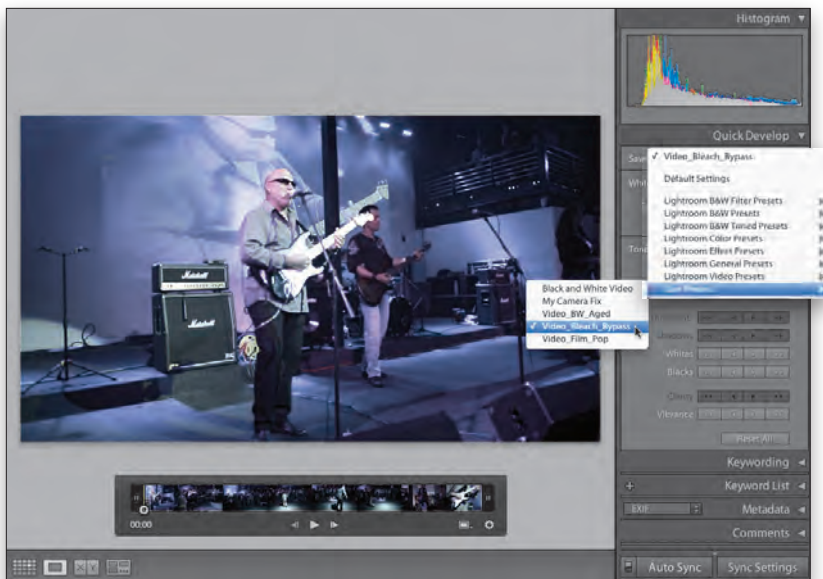 Histogram
Quick Develop
Video_Bleach_Bypass
Default Settings
Lightroom B&W Filter Presets
Lightroom B&W Presets
Lightroom B&W Toned Presets
Lightroom Color Presets
Lightroom Effect Presets
Lightroom General Presets
Lightroom Video Presets
Black and White Video
My Camera Fix
Video_BW_Aged
Video_Bleach_Bypass
Video_Film_Pop
Whites
Blacks
Clarity
Vibrance
Reset All
Keywording
Keyword List
EXIF
Metadata
Comments
Marshall
Marshall
00:00
X Y
Auto Sync
Sync Settings